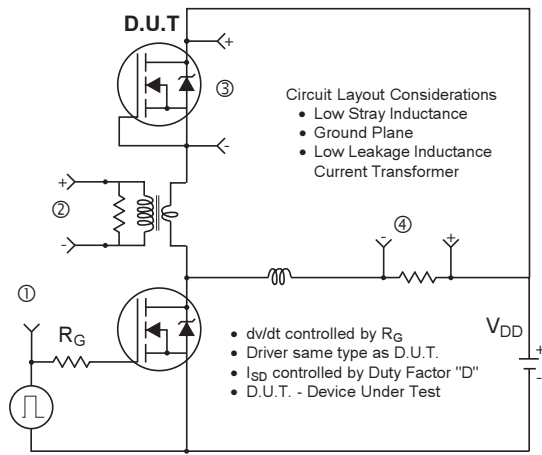 D.U.T
+
③
-
Circuit Layout Considerations
• Low Stray Inductance
• Ground Plane
• Low Leakage Inductance
Current Transformer
+
②
-
④
-
+
①
RG
• dv/dt controlled by RG
• Driver same type as D.U.T.
• ISD controlled by Duty Factor "D"
• D.U.T. - Device Under Test
VDD
+
-